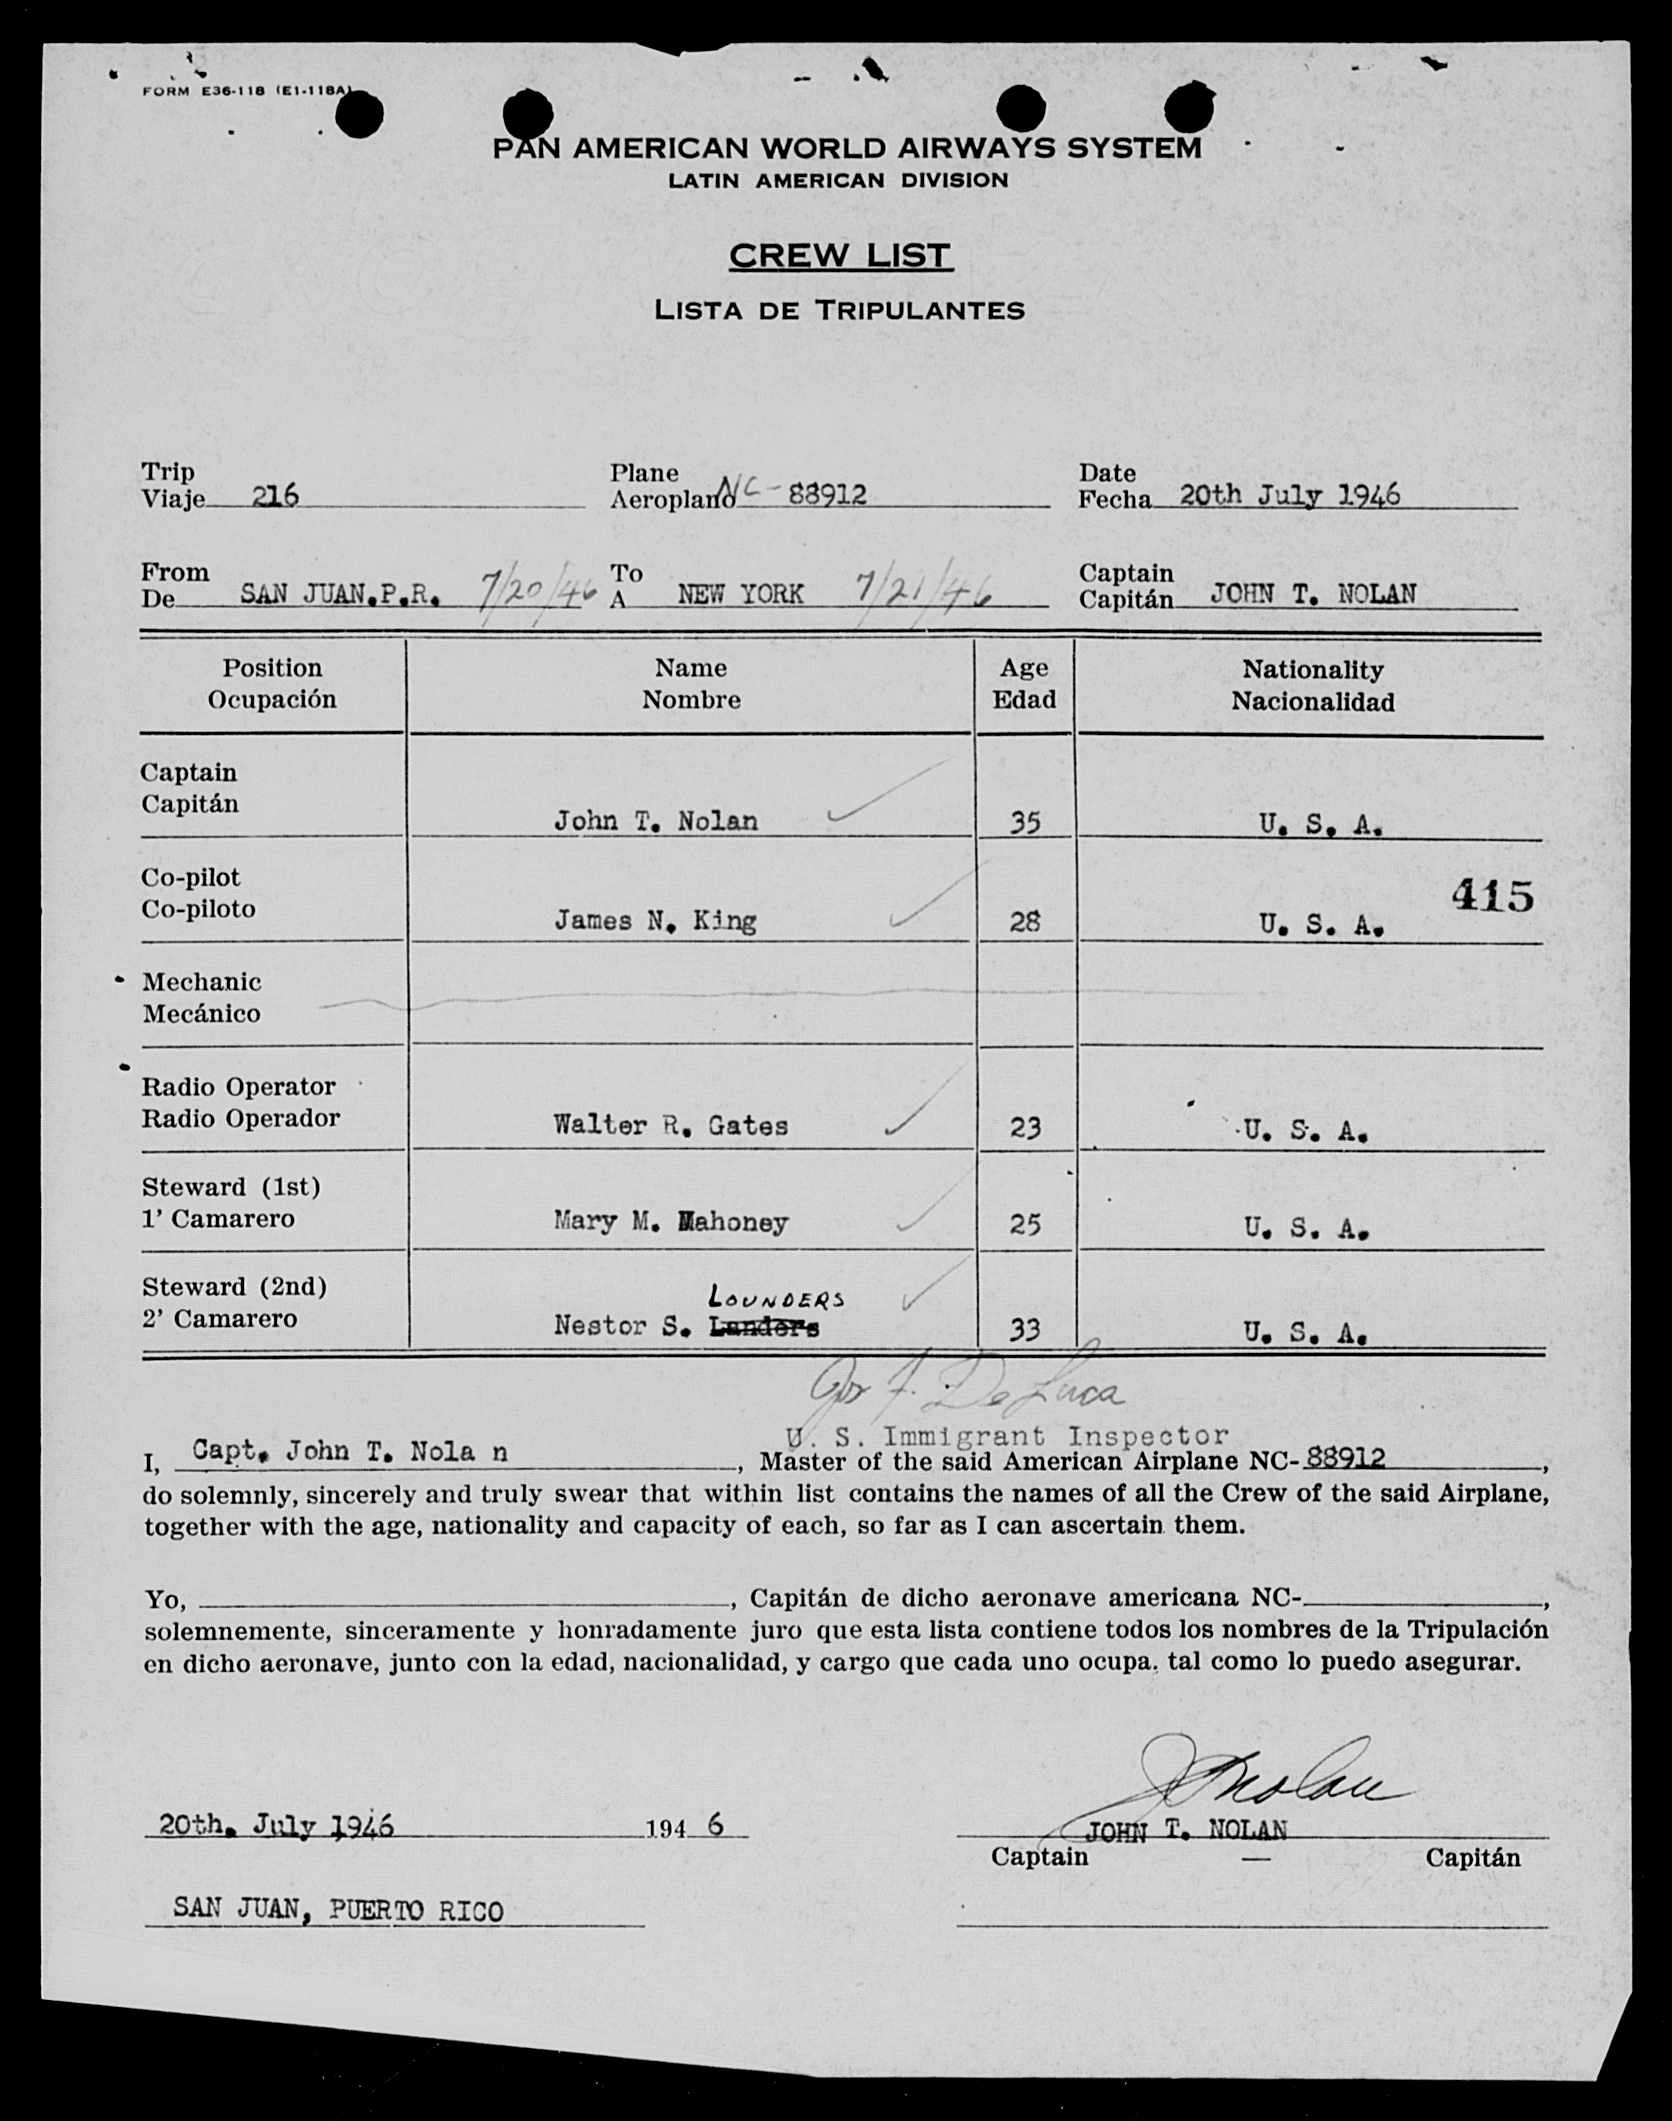 FORM E36-118 (E1-118A)
PAN AMERICAN WORLD AIRWAYS SYSTEM
LATIN AMERICAN DIVISION
CREW LIST
LISTA DE TRIPULANTES
Trip Plane Date
Viaje 216 Aeroplano NC- 88912 Fecha 20th July 1946
From To Captain
De SAN JUAN.P.R. 7/20/46 A NEW YORK 7/21/46 Capitán JOHN T. NOLAN
Position Name Age Nationality
Ocupación Nombre Edad Nacionalidad
Captain
Capitán John T. Nolan 35 U. S. A.
Co-pilot 415
Co-piloto James N. King 28 U. S. A.
Mechanic
Mecánico
Radio Operator
Radio Operador Walter R. Gates 23 U. S. A.
Steward (1st)
1' Camarero Mary M. Mahoney 25 U. S. A.
Steward (2nd) LOUNDERS
2' Camarero Nestor S. Landers 33 U. S. A.
Jos F. De Luca
U. S. Immigrant Inspector
I, Capt. John T. Nola n, Master of the said American Airplane NC-88912,
do solemnly, sincerely and truly swear that within list contains the names of all the Crew of the said Airplane,
together with the age, nationality and capacity of each, so far as I can ascertain them.
Yo, , Capitán de dicho aeronave americana NC- ,
solemnemente, sinceramente y honradamente juro que esta lista contiene todos los nombres de la Tripulación
en dicho aeronave, junto con la edad, nacionalidad, y cargo que cada uno ocupa, tal como lo puedo asegurar.
JTNolan
20th. July 1946 194 6 JOHN T. NOLAN
Captain — Capitán
SAN JUAN, PUERTO RICO